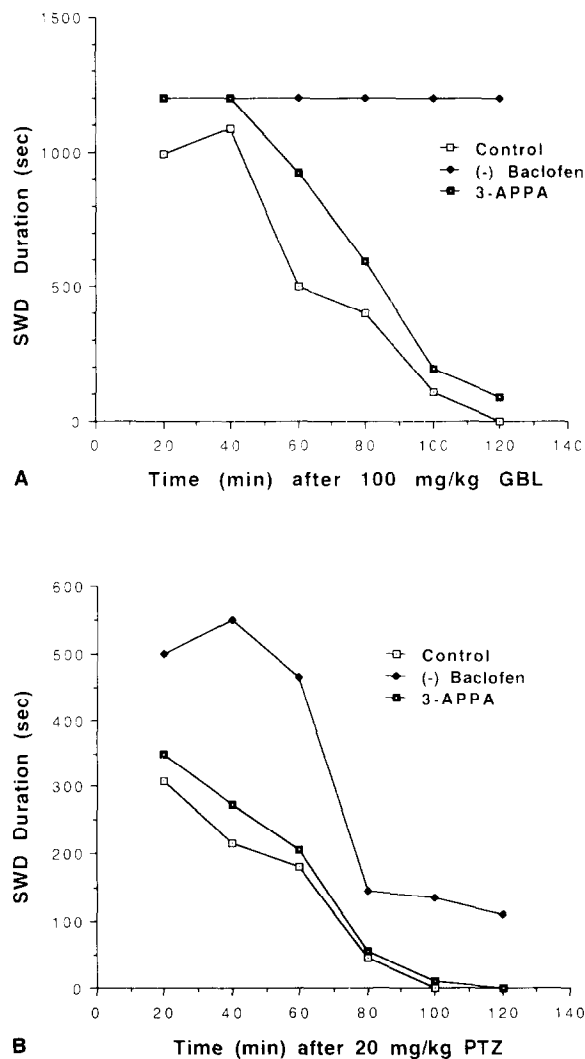 1500
1000
500
0
SWD Duration (sec)
Control
(-) Baclofen
3-APPA
0 20 40 60 80 100 120 140
A Time (min) after 100 mg/kg GBL
600
500
400
300
200
100
0
SWD Duration (sec)
Control
(-) Baclofen
3-APPA
0 20 40 60 80 100 120 140
B Time (min) after 20 mg/kg PTZ